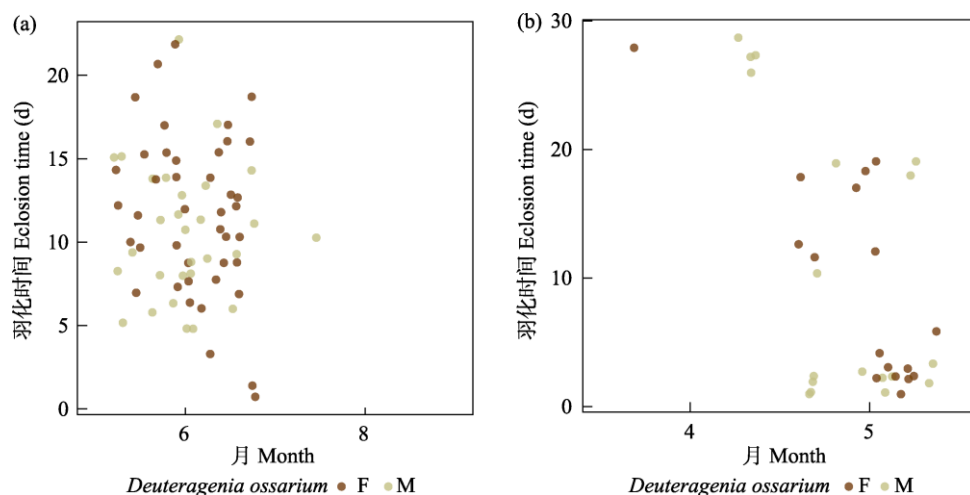 (a)
20
15
10
5
0
羽化时间 Eclosion time (d)
6
8
月 Month
Deuteragenia ossarium F M
(b)
30
20
10
0
羽化时间 Eclosion time (d)
4
5
月 Month
Deuteragenia ossarium F M